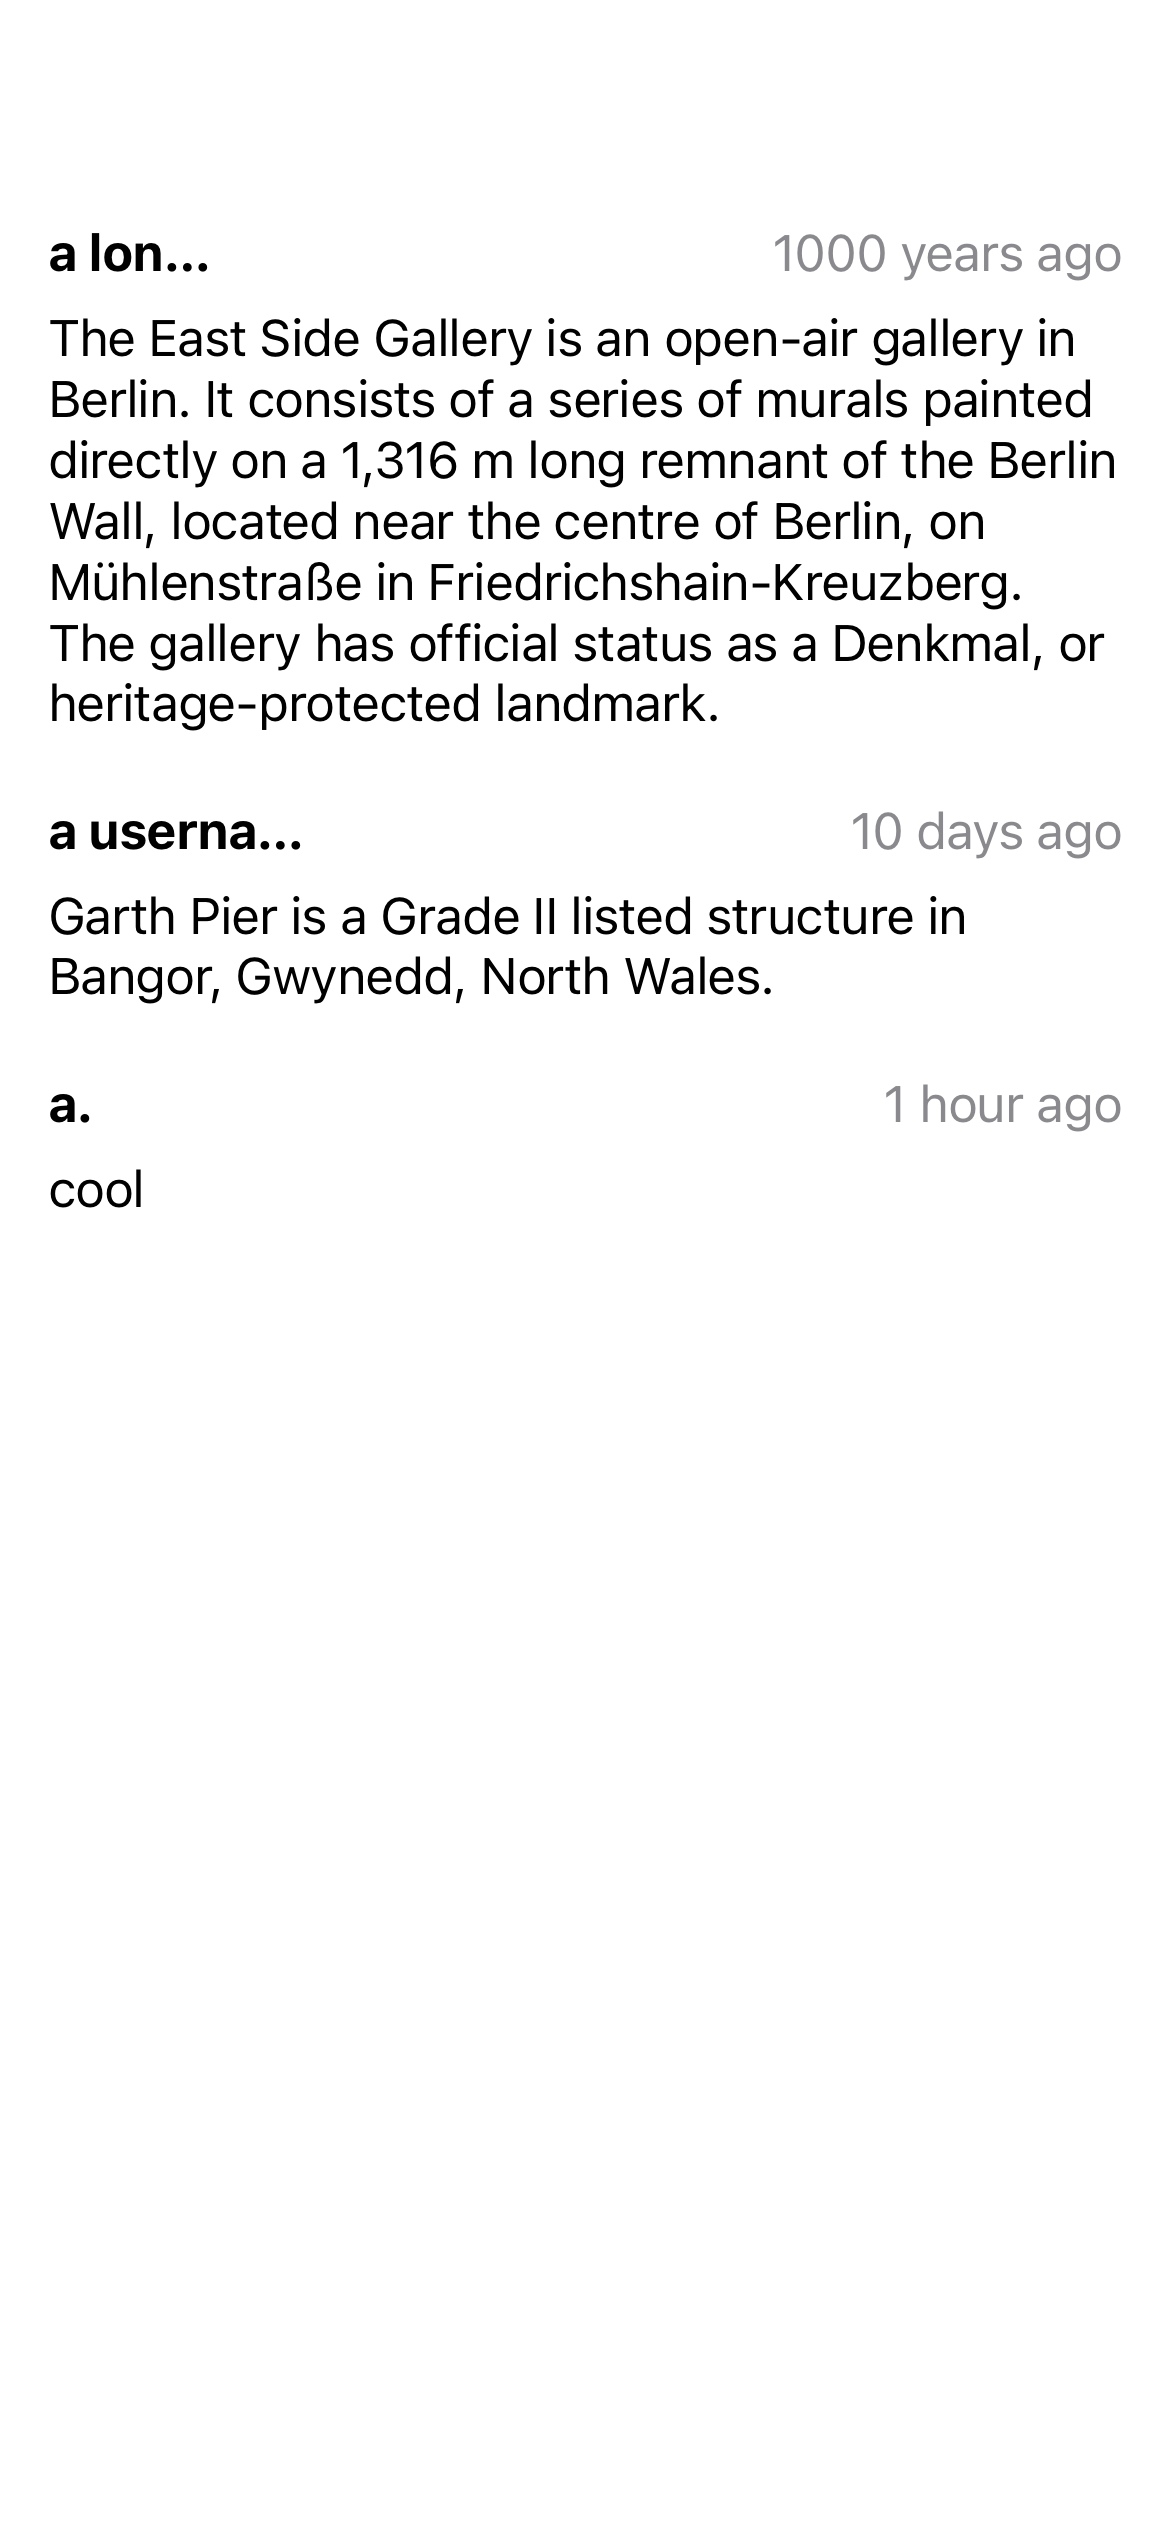 a lon...
1000 years ago
The East Side Gallery is an open-air gallery in
Berlin. It consists of a series of murals painted
directly on a 1,316 m long remnant of the Berlin
Wall, located near the centre of Berlin, on
Mühlenstraße in Friedrichshain-Kreuzberg.
The gallery has official status as a Denkmal, or
heritage-protected landmark.
a userna...
10 days ago
Garth Pier is a Grade II listed structure in
Bangor, Gwynedd, North Wales.
a.
1 hour ago
cool